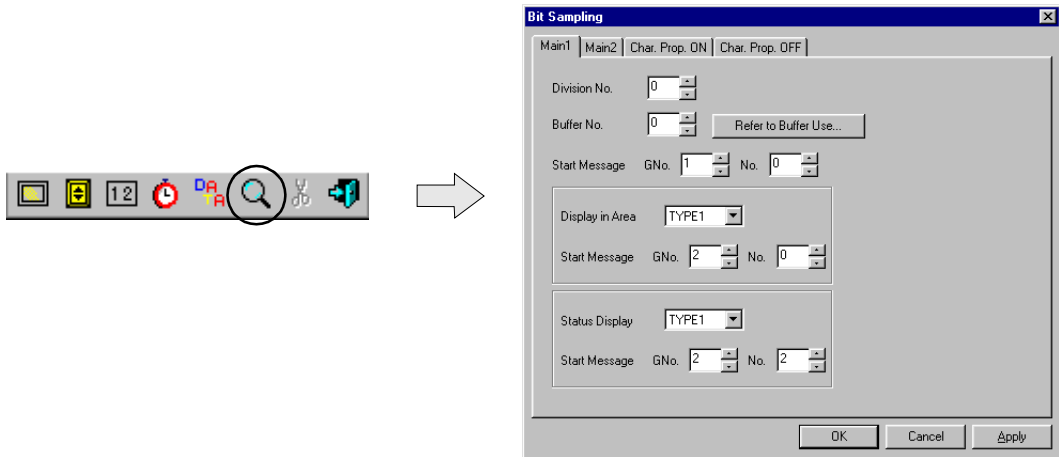 Bit Sampling
Main1 Main2 Char. Prop. ON Char. Prop. OFF
Division No. 0
Buffer No. 0 Refer to Buffer Use...
Start Message GNo. 1 No. 0
12 DATA
Display in Area TYPE1
Start Message GNo. 2 No. 0
Status Display TYPE1
Start Message GNo. 2 No. 2
OK Cancel Apply